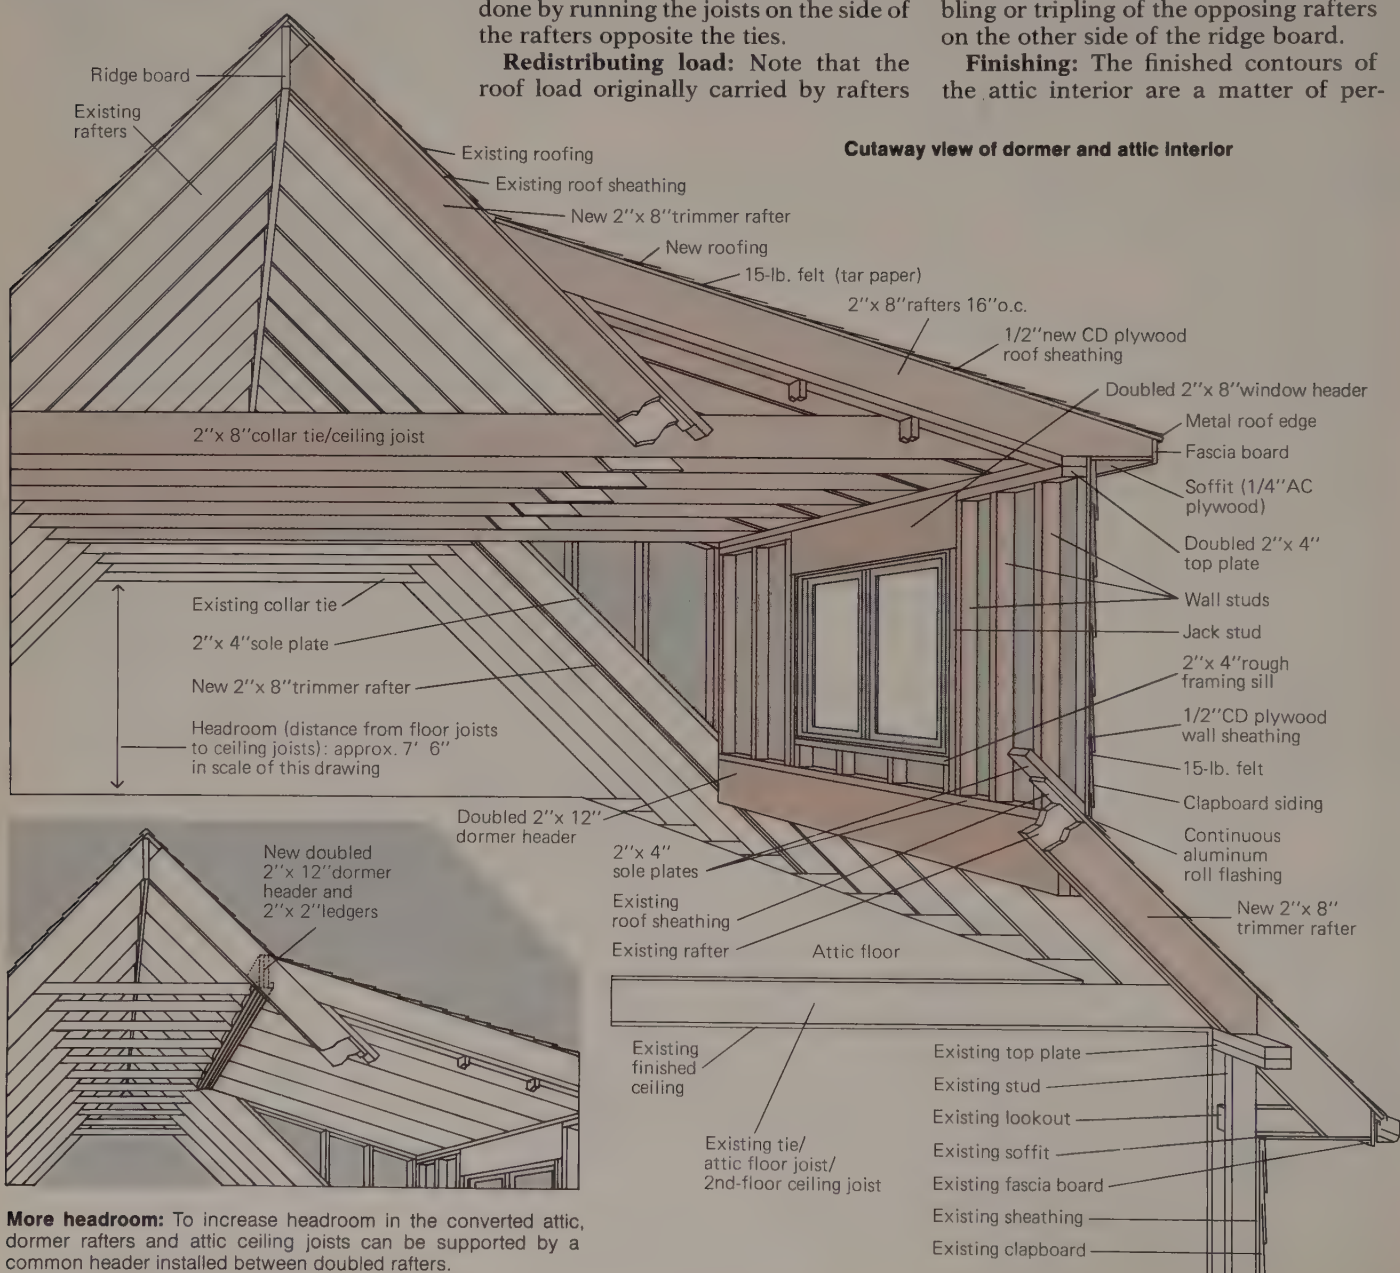 done by running the joists on the side of
the rafters opposite the ties.
Redistributing load: Note that the
roof load originally carried by rafters
bling or tripling of the opposing rafters
on the other side of the ridge board.
Finishing: The finished contours of
the attic interior are a matter of per-
Cutaway view of dormer and attic interior
Ridge board
Existing
rafters
Existing roofing
Existing roof sheathing
New 2"x 8"trimmer rafter
New roofing
15-lb. felt (tar paper)
2"x 8"rafters 16"o.c.
1/2"new CD plywood
roof sheathing
Doubled 2"x 8"window header
Metal roof edge
Fascia board
Soffit (1/4"AC
plywood)
Doubled 2"x 4"
top plate
Wall studs
Jack stud
2"x 4"rough
framing sill
1/2"CD plywood
wall sheathing
15-lb. felt
Clapboard siding
Continuous
aluminum
roll flashing
New 2"x 8"
trimmer rafter
2"x 8"collar tie/ceiling joist
Existing collar tie
2"x 4"sole plate
New 2"x 8"trimmer rafter
Headroom (distance from floor joists
to ceiling joists): approx. 7' 6"
in scale of this drawing
Doubled 2"x 12"
dormer header
2"x 4"
sole plates
Existing
roof sheathing
Existing rafter
Attic floor
New doubled
2"x 12"dormer
header and
2"x 2"ledgers
Existing
finished
ceiling
Existing tie/
attic floor joist/
2nd-floor ceiling joist
Existing top plate
Existing stud
Existing lookout
Existing soffit
Existing fascia board
Existing sheathing
Existing clapboard
More headroom: To increase headroom in the converted attic,
dormer rafters and attic ceiling joists can be supported by a
common header installed between doubled rafters.